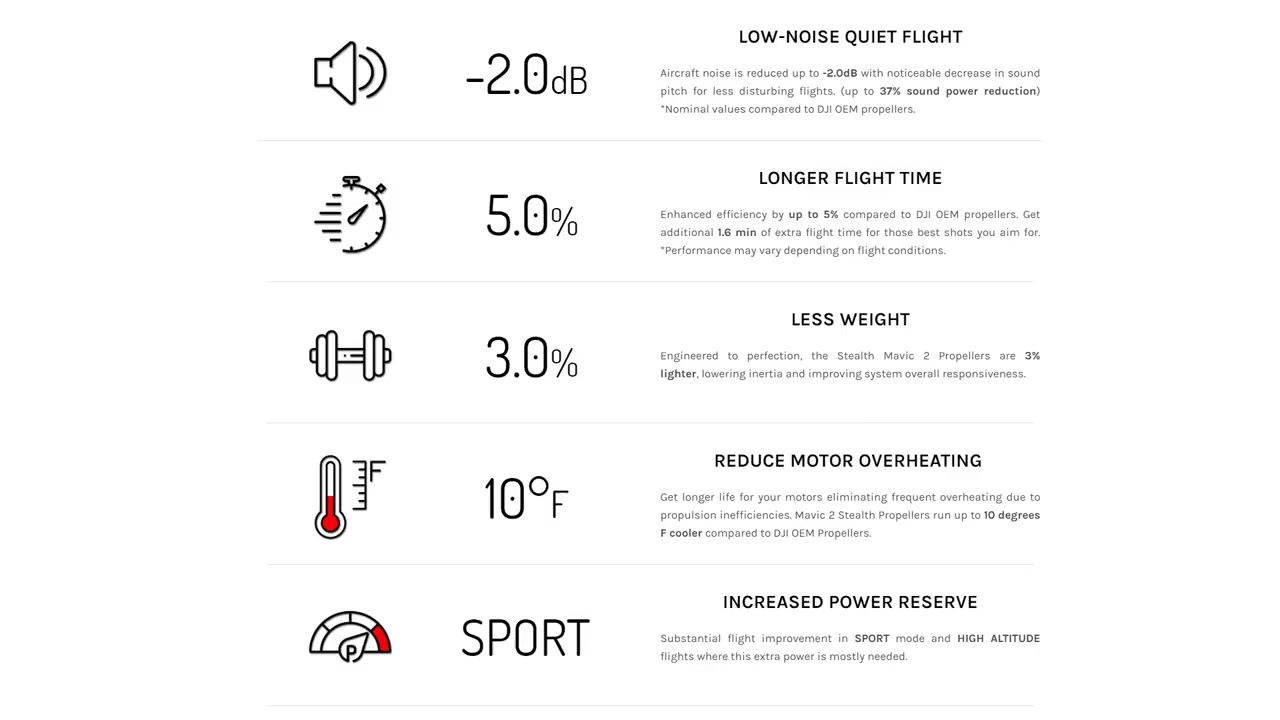 LOW-NOISE QUIET FLIGHT
-2.0dB
Aircraft noise is reduced up to -2.0dB with noticeable decrease in sound
pitch for less disturbing flights. (up to 37% sound power reduction)
*Nominal values compared to DJI OEM propellers.
LONGER FLIGHT TIME
5.0%
Enhanced efficiency by up to 5% compared to DJI OEM propellers. Get
additional 1.6 min of extra flight time for those best shots you aim for.
*Performance may vary depending on flight conditions.
LESS WEIGHT
3.0%
Engineered to perfection, the Stealth Mavic 2 Propellers are 3%
lighter, lowering inertia and improving system overall responsiveness.
REDUCE MOTOR OVERHEATING
F
10°F
Get longer life for your motors eliminating frequent overheating due to
propulsion inefficiencies. Mavic 2 Stealth Propellers run up to 10 degrees
F cooler compared to DJI OEM Propellers.
INCREASED POWER RESERVE
P
SPORT
Substantial flight improvement in SPORT mode and HIGH ALTITUDE
flights where this extra power is mostly needed.